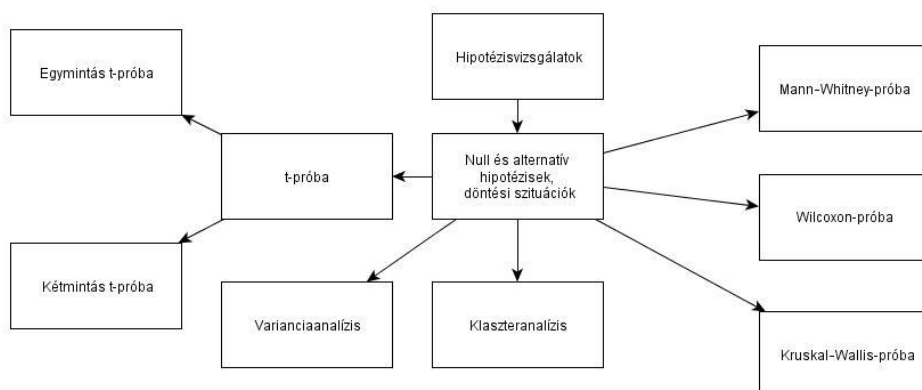 Hipotézisvizsgálatok
Egymintás t-próba
Mann-Whitney-próba
Null és alternatív
hipotézisek,
döntési szituációk
t-próba
Wilcoxon-próba
Kétmintás t-próba
Varianciaanalízis
Klaszteranalízis
Kruskal-Wallis-próba